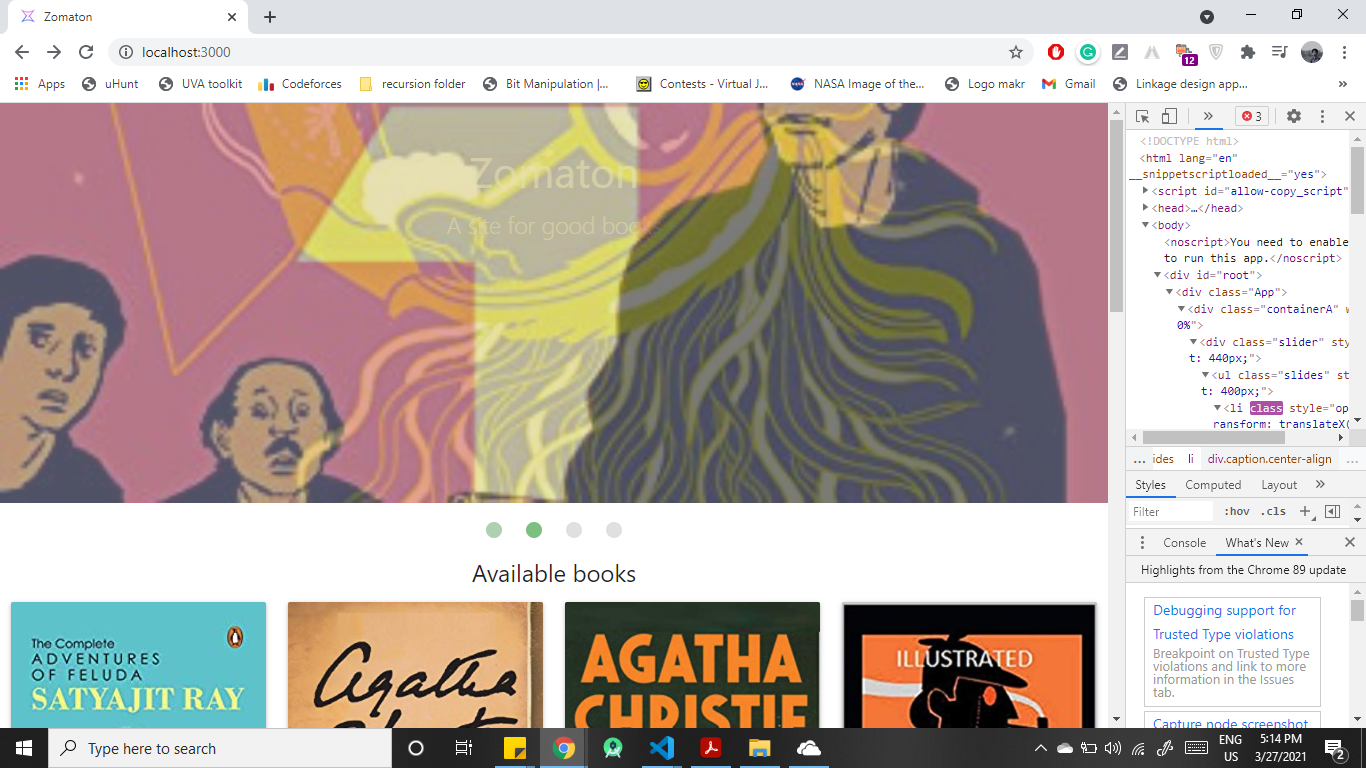 Zomaton
localhost:3000
12
Apps
uHunt
UVA toolkit
Codeforces
recursion folder
Bit Manipulation |...
Contests - Virtual J...
NASA Image of the...
Logo makr
Gmail
Linkage design app...
»
Zomaton
A site for good books
Available books
The Complete
ADVENTURES
OF FELUDA
SATYAJIT RAY
Agatha
Christie
AGATHA
CHRISTIE
ILLUSTRATED
» 3
<!DOCTYPE html>
<html lang="en"
__snippetscriptloaded__="yes">
<script id="allow-copy_script"
<head>…</head>
<body>
<noscript>You need to enable
to run this app.</noscript>
<div id="root">
<div class="App">
<div class="containerA" w
0%">
<div class="slider" sty
t: 440px;">
<ul class="slides" st
t: 400px;">
<li class style="op
ransform: translateX(
... ides li div.caption.center-align ...
Styles Computed Layout »
Filter :hov .cls +
Console What's New
Highlights from the Chrome 89 update
Debugging support for
Trusted Type violations
Breakpoint on Trusted Type
violations and link to more
information in the Issues
tab.
Capture node screenshot
Type here to search
ENG
US
5:14 PM
3/27/2021
2